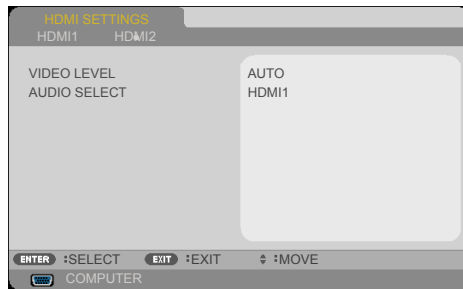 HDMI SETTINGS
HDMI1 HDMI2
VIDEO LEVEL AUTO
AUDIO SELECT HDMI1
ENTER :SELECT EXIT :EXIT :MOVE
COMPUTER